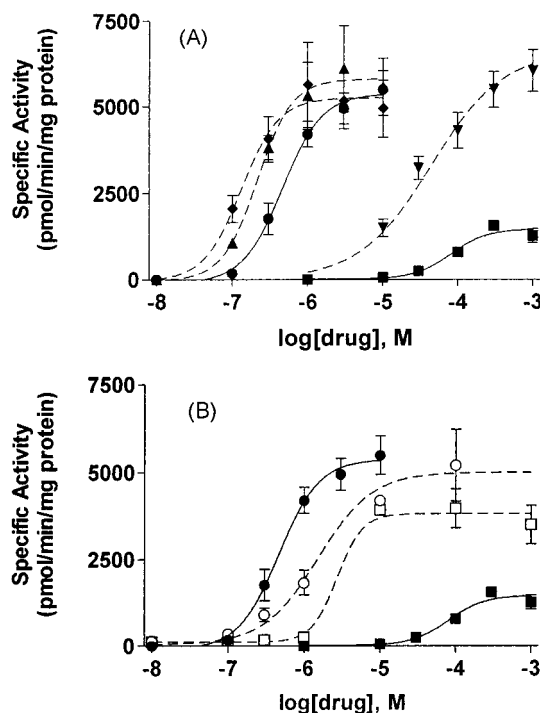 (A)
Specific Activity
(pmol/min/mg protein)
7500
5000
2500
0
-8 -7 -6 -5 -4 -3
log[drug], M
(B)
Specific Activity
(pmol/min/mg protein)
7500
5000
2500
0
-8 -7 -6 -5 -4 -3
log[drug], M